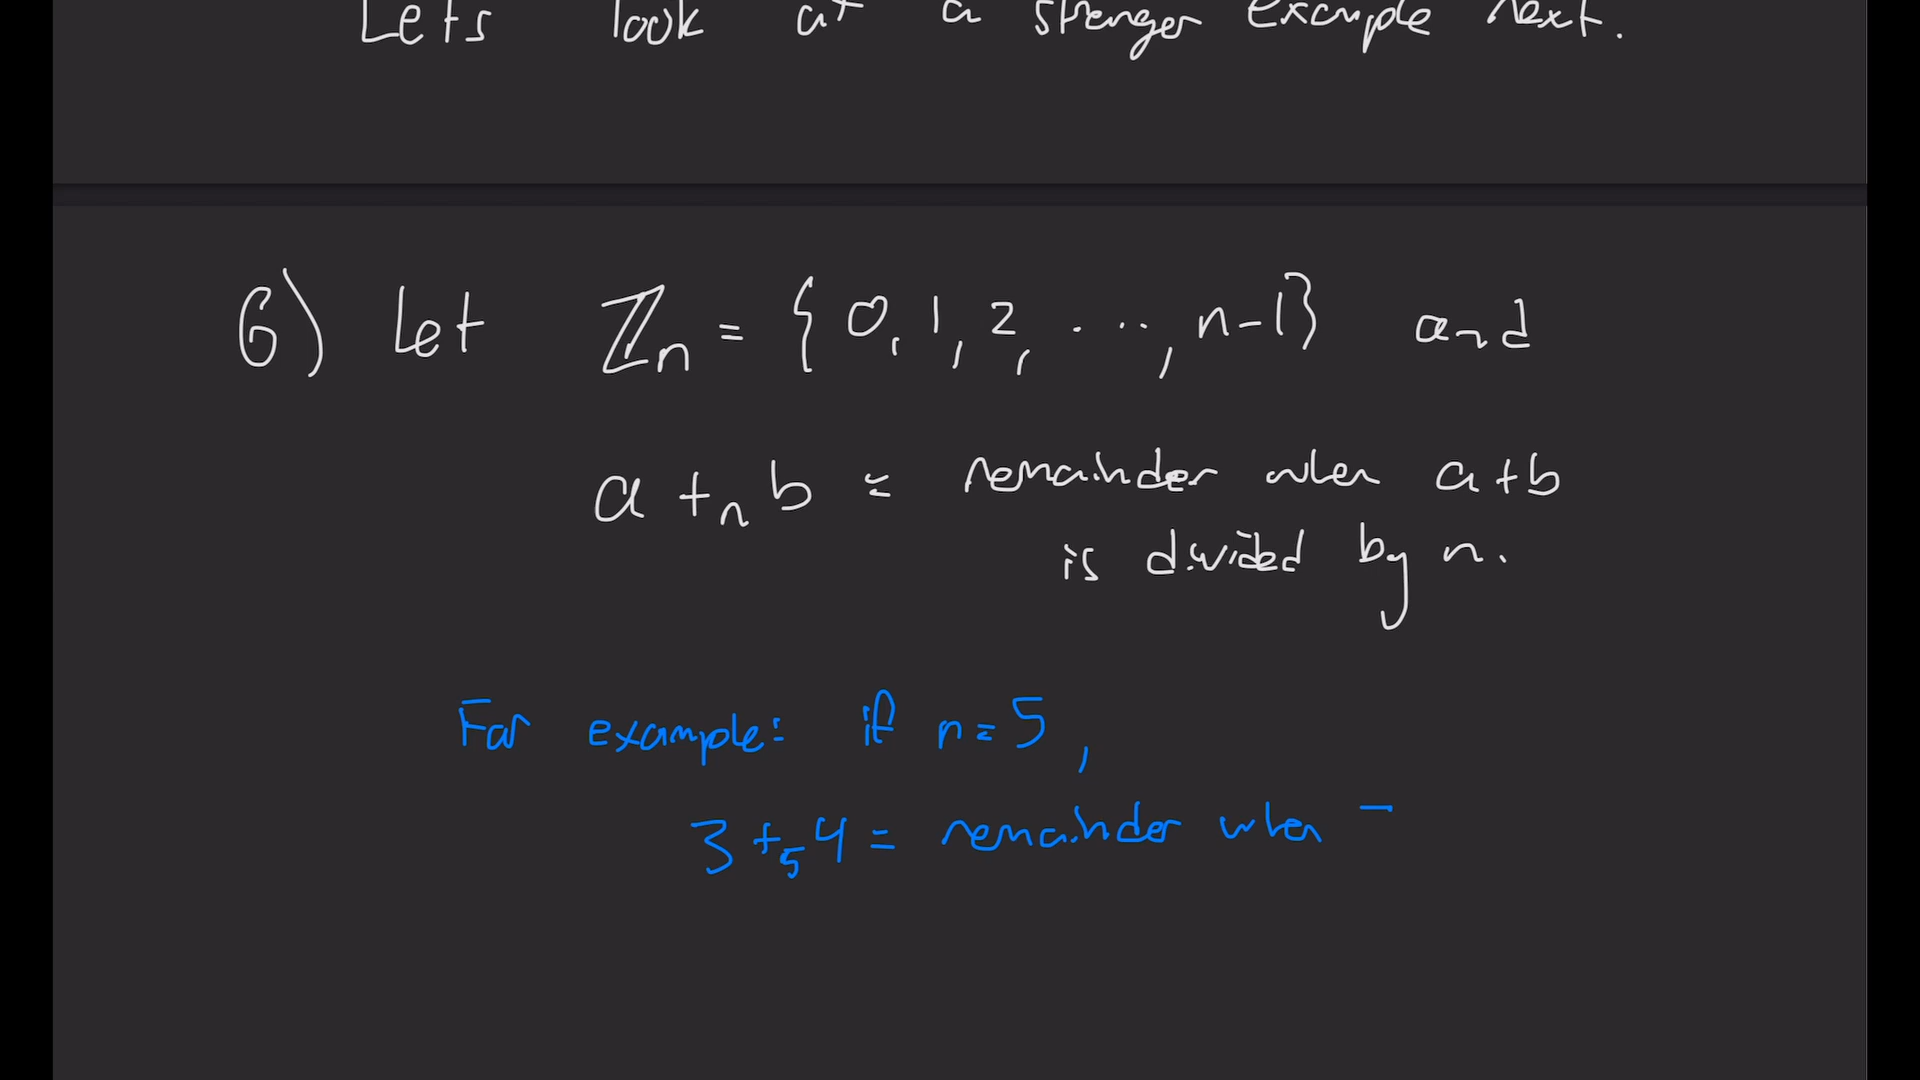 Lets look at a stranger example next.
6) Let ℤn = {0, 1, 2, ..., n-1} and
a +n b = remainder when a+b
is divided by n.
For example: if n=5,
3 +5 4 = remainder when